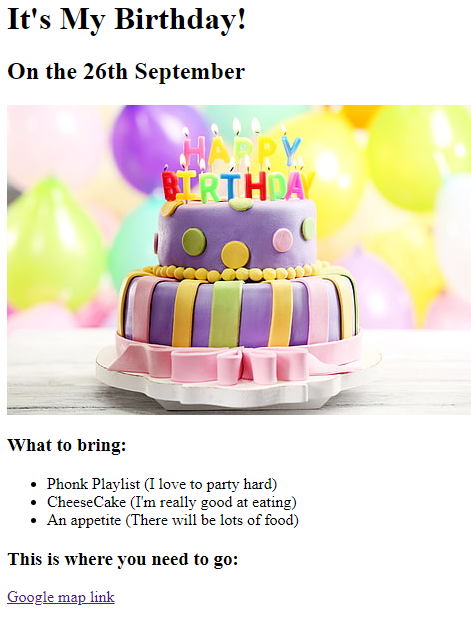 It's My Birthday!
On the 26th September
HAPPY
BIRTHDAY
What to bring:
Phonk Playlist (I love to party hard)
CheeseCake (I'm really good at eating)
An appetite (There will be lots of food)
This is where you need to go:
Google map link